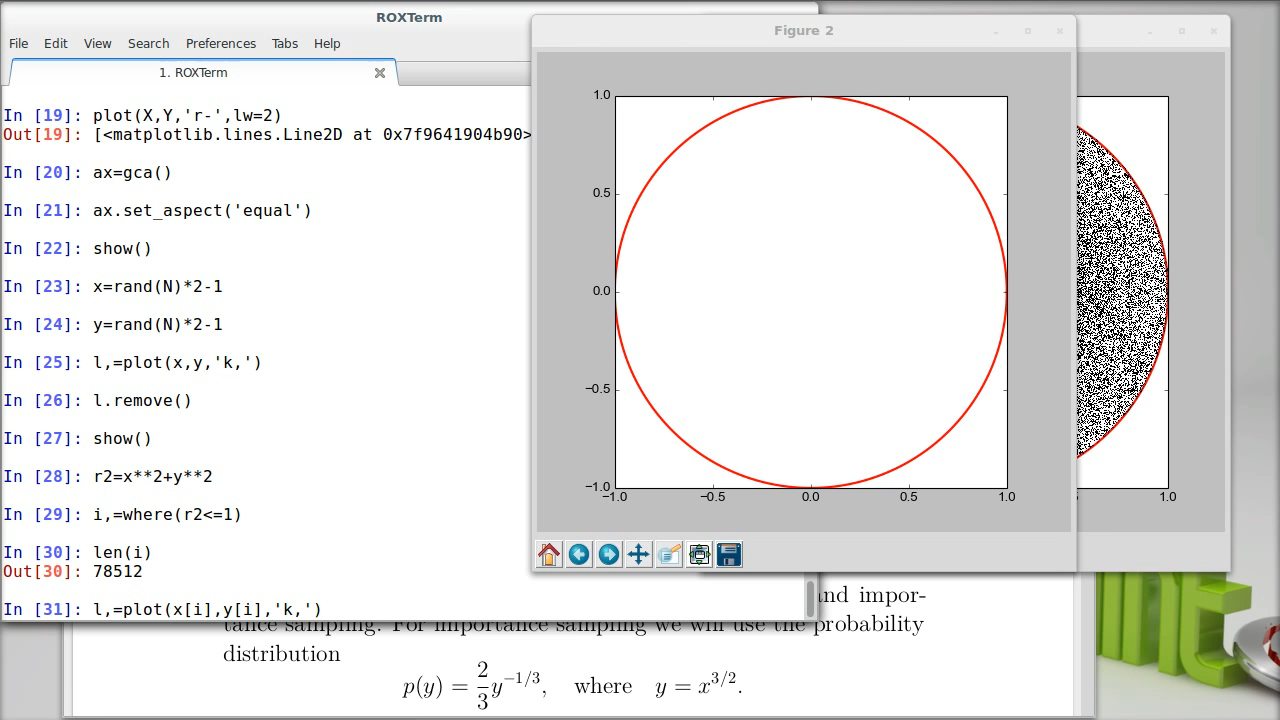 ROXTerm
File Edit View Search Preferences Tabs Help
1. ROXTerm
In [19]: plot(X,Y,'r-',lw=2)
Out[19]: [<matplotlib.lines.Line2D at 0x7f9641904b90>
In [20]: ax=gca()
In [21]: ax.set_aspect('equal')
In [22]: show()
In [23]: x=rand(N)*2-1
In [24]: y=rand(N)*2-1
In [25]: l,=plot(x,y,'k,')
In [26]: l.remove()
In [27]: show()
In [28]: r2=x**2+y**2
In [29]: i,=where(r2<=1)
In [30]: len(i)
Out[30]: 78512
In [31]: l,=plot(x[i],y[i],'k,')
Figure 2
1.0
0.5
0.0
−0.5
−1.0
−1.0 −0.5 0.0 0.5 1.0
1.0
and impor-
tance sampling. For importance sampling we will use the probability
distribution
p(y) = 2/3 y^{−1/3}, where y = x^{3/2}.